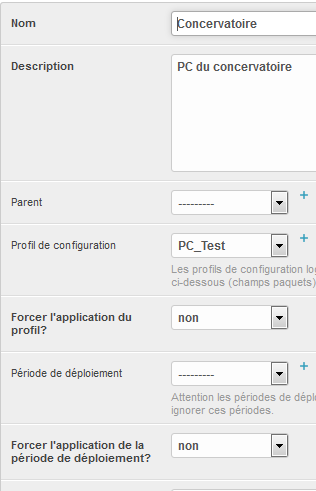 Nom Concervatoire
Description PC du concervatoire
Parent ---------
Profil de configuration PC_Test
Les profils de configuration
ci-dessous (champs paquets)
Forcer l'application du
profil? non
Période de déploiement ---------
Attention les périodes de
ignorer ces périodes.
Forcer l'application de la
période de déploiement? non